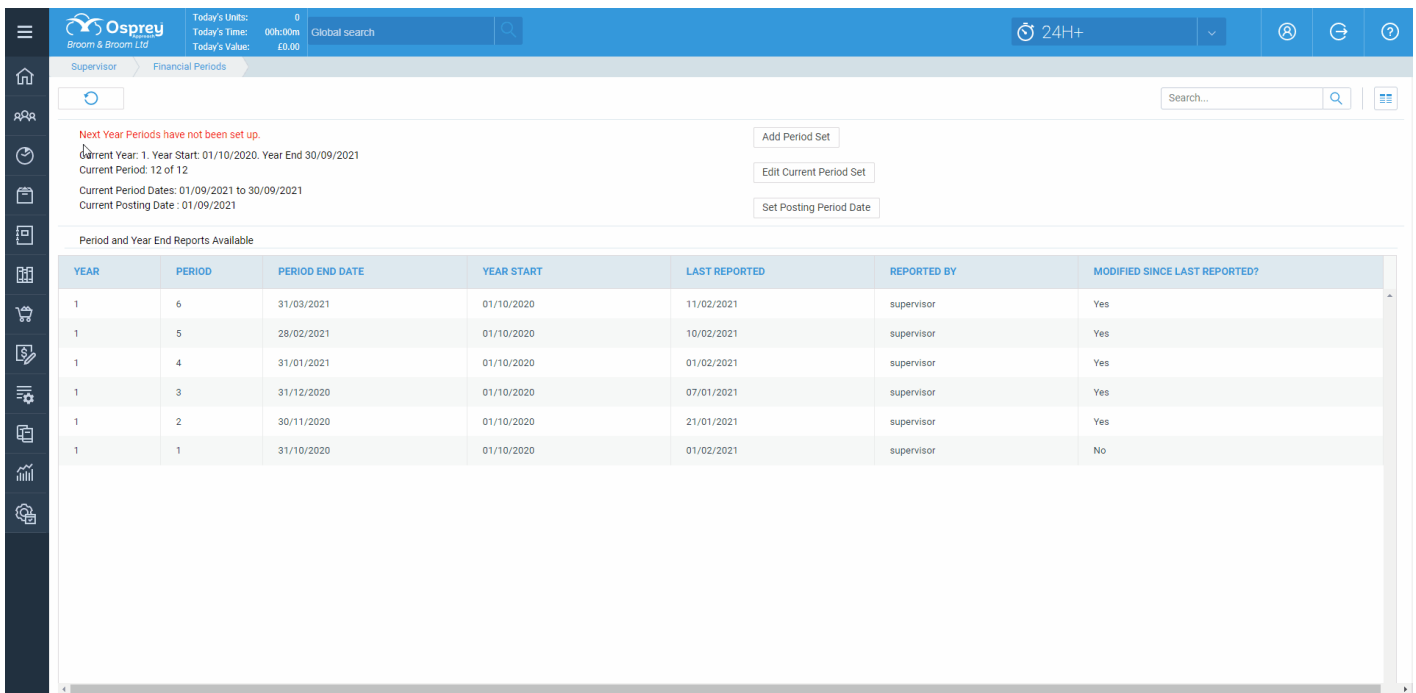 Osprey
Approach
Broom & Broom Ltd
Today's Units: 0
Today's Time: 00h:00m
Today's Value: £0.00
Global search
24H+
Supervisor
Financial Periods
Search...
Next Year Periods have not been set up.
Current Year: 1. Year Start: 01/10/2020. Year End 30/09/2021
Current Period: 12 of 12
Current Period Dates: 01/09/2021 to 30/09/2021
Current Posting Date : 01/09/2021
Add Period Set
Edit Current Period Set
Set Posting Period Date
Period and Year End Reports Available
YEAR PERIOD PERIOD END DATE YEAR START LAST REPORTED REPORTED BY MODIFIED SINCE LAST REPORTED?
1 6 31/03/2021 01/10/2020 11/02/2021 supervisor Yes
1 5 28/02/2021 01/10/2020 10/02/2021 supervisor Yes
1 4 31/01/2021 01/10/2020 01/02/2021 supervisor Yes
1 3 31/12/2020 01/10/2020 07/01/2021 supervisor Yes
1 2 30/11/2020 01/10/2020 21/01/2021 supervisor Yes
1 1 31/10/2020 01/10/2020 01/02/2021 supervisor No